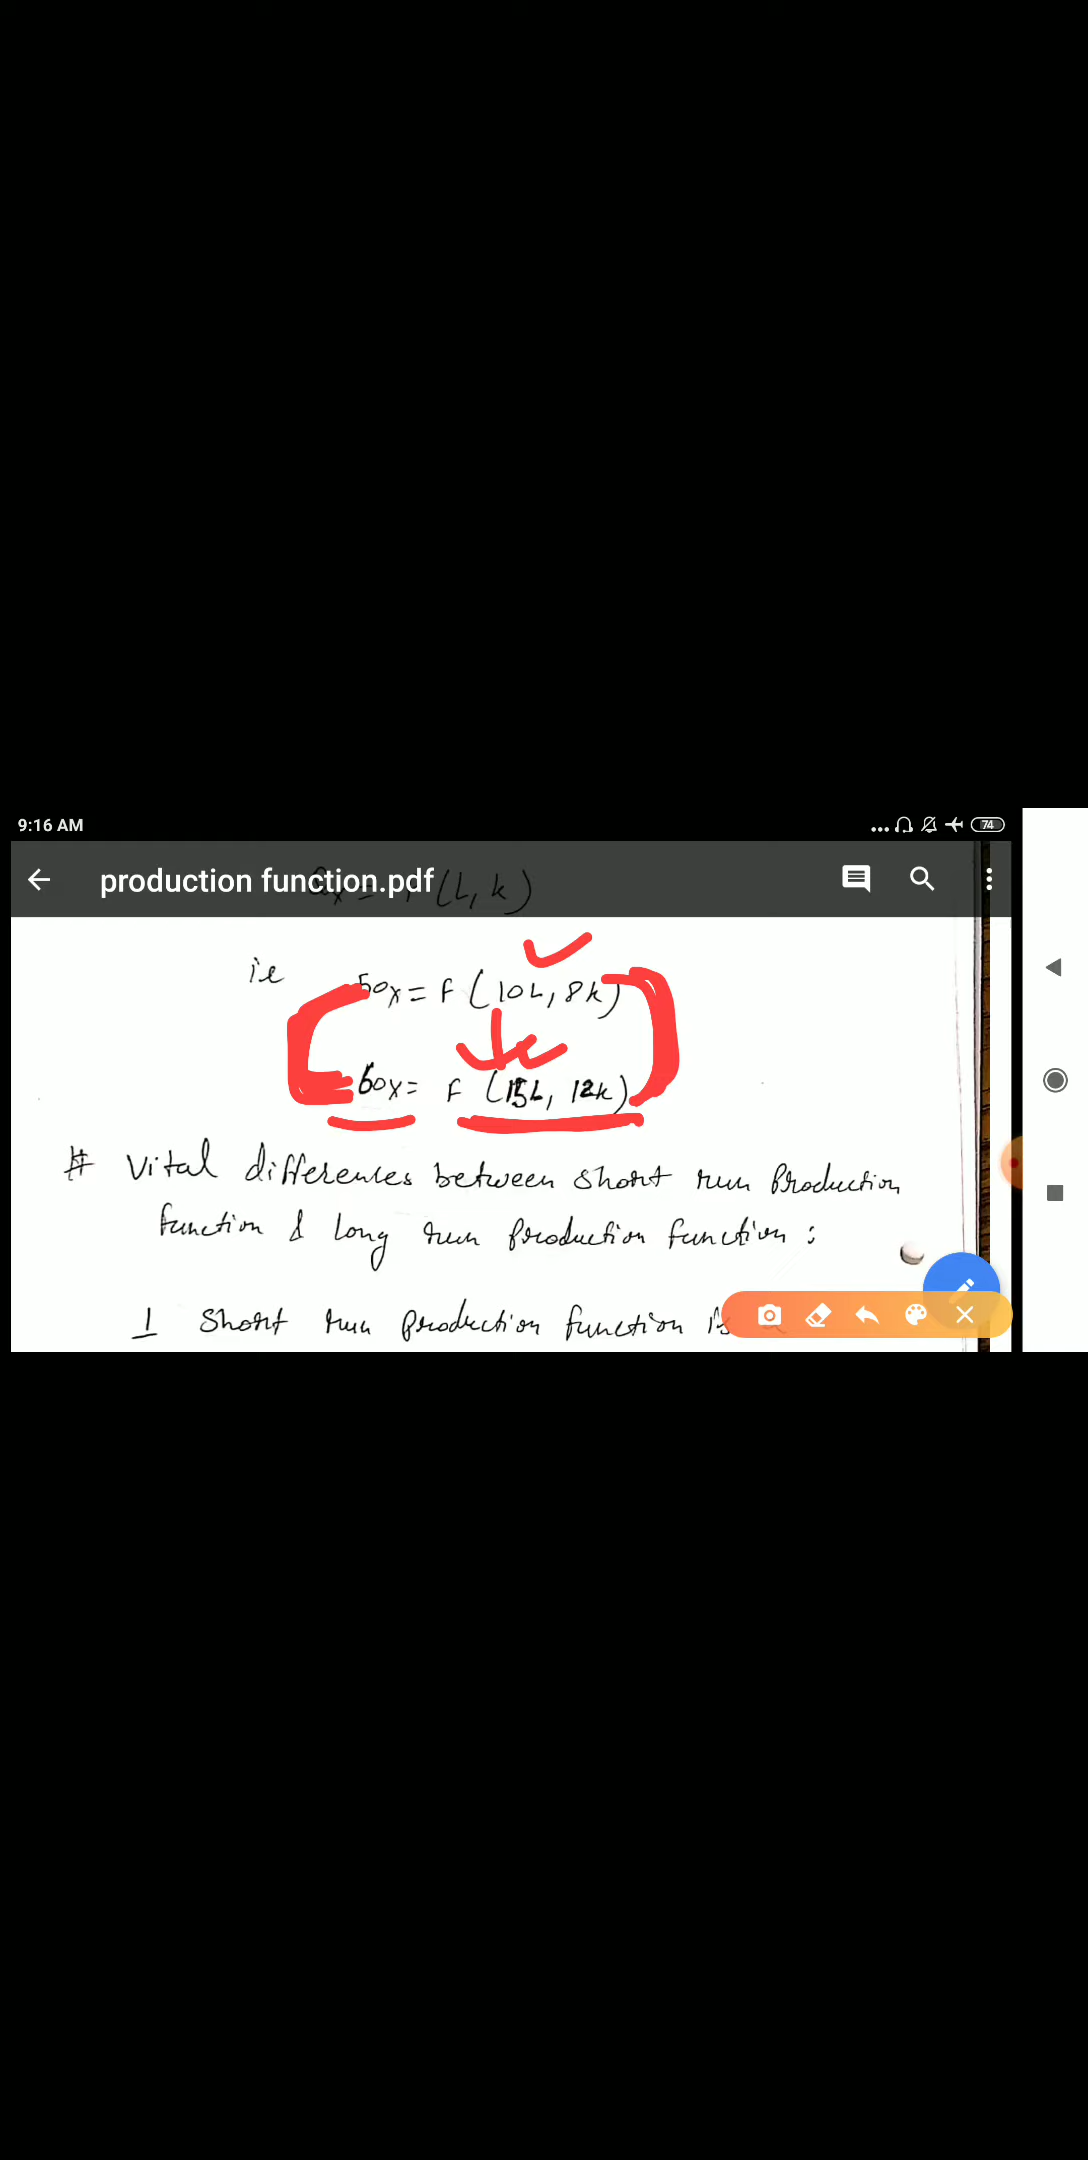 9:16 AM
74
production function.pdf
(L, k)
ie 50x = f (10L, 8k)
60x = f (15L, 12k)
# Vital differences between short run Production
function & long run production function :
1 Short run production function is